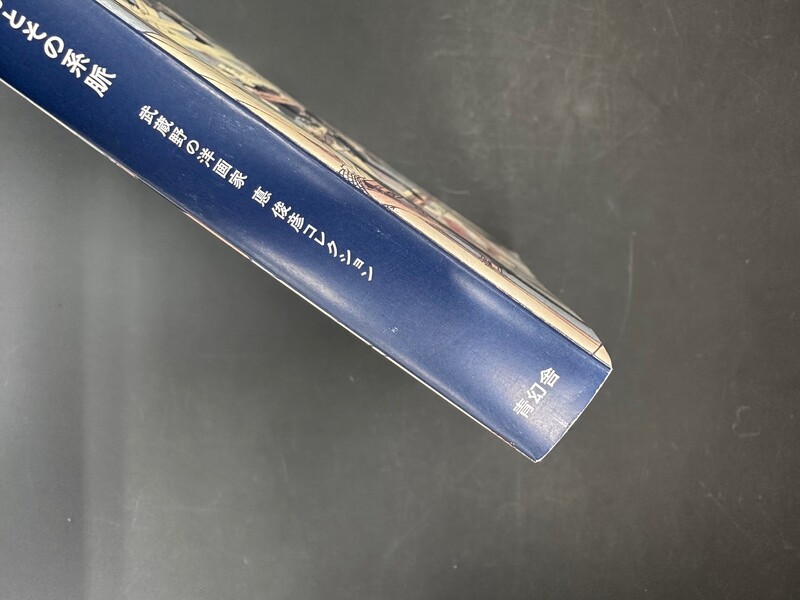 とその系脈
武蔵野の洋画家 悳俊彦コレクション
青幻舎